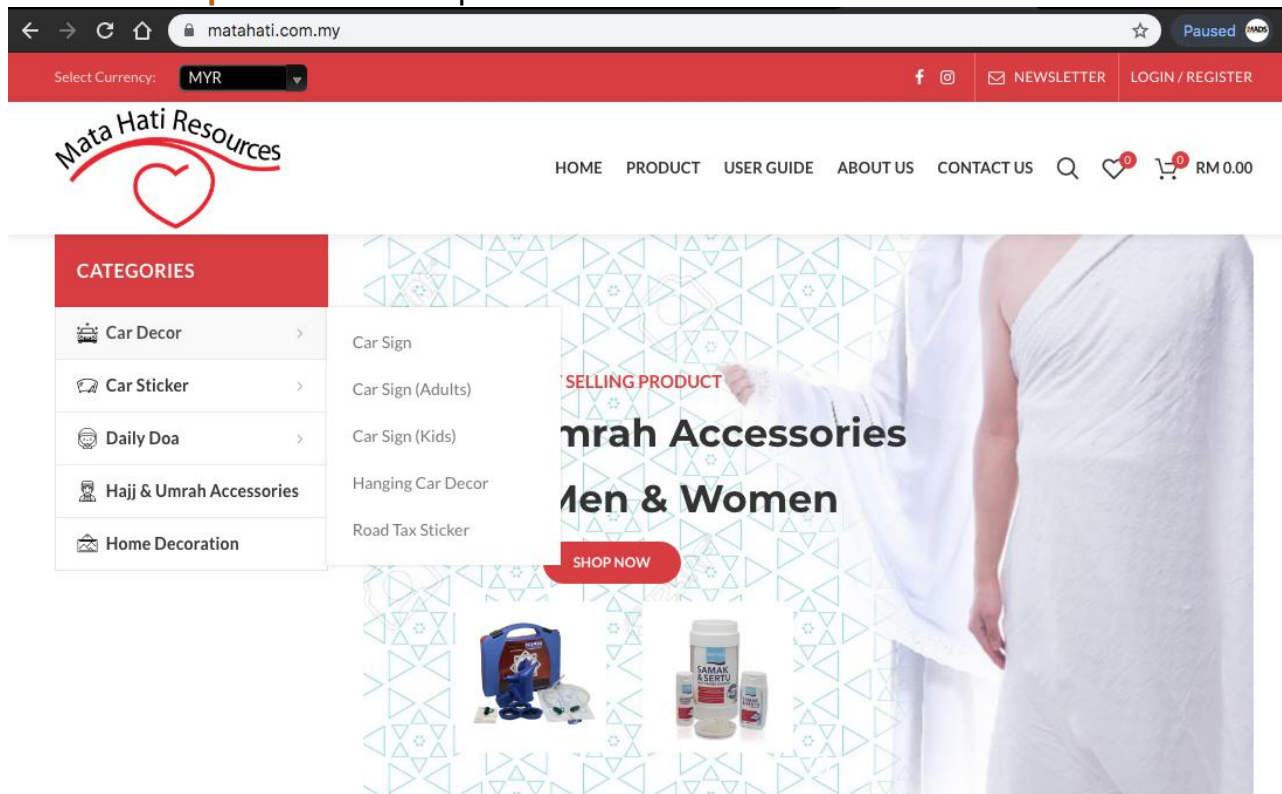 matahati.com.my
Paused
Select Currency: MYR
NEWSLETTER LOGIN / REGISTER
Mata Hati Resources
HOME PRODUCT USER GUIDE ABOUT US CONTACT US 0 0 RM 0.00
CATEGORIES
Car Decor
Car Sticker
Daily Doa
Hajj & Umrah Accessories
Home Decoration
Car Sign
Car Sign (Adults)
Car Sign (Kids)
Hanging Car Decor
Road Tax Sticker
SELLING PRODUCT
mrah Accessories
Men & Women
SHOP NOW
SAMAK
& SERTU